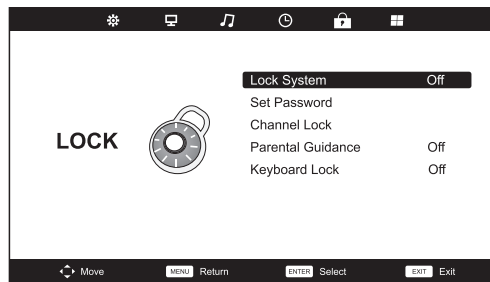 Lock System Off
Set Password
Channel Lock
LOCK
Parental Guidance Off
Keyboard Lock Off
Move MENU Return ENTER Select EXIT Exit